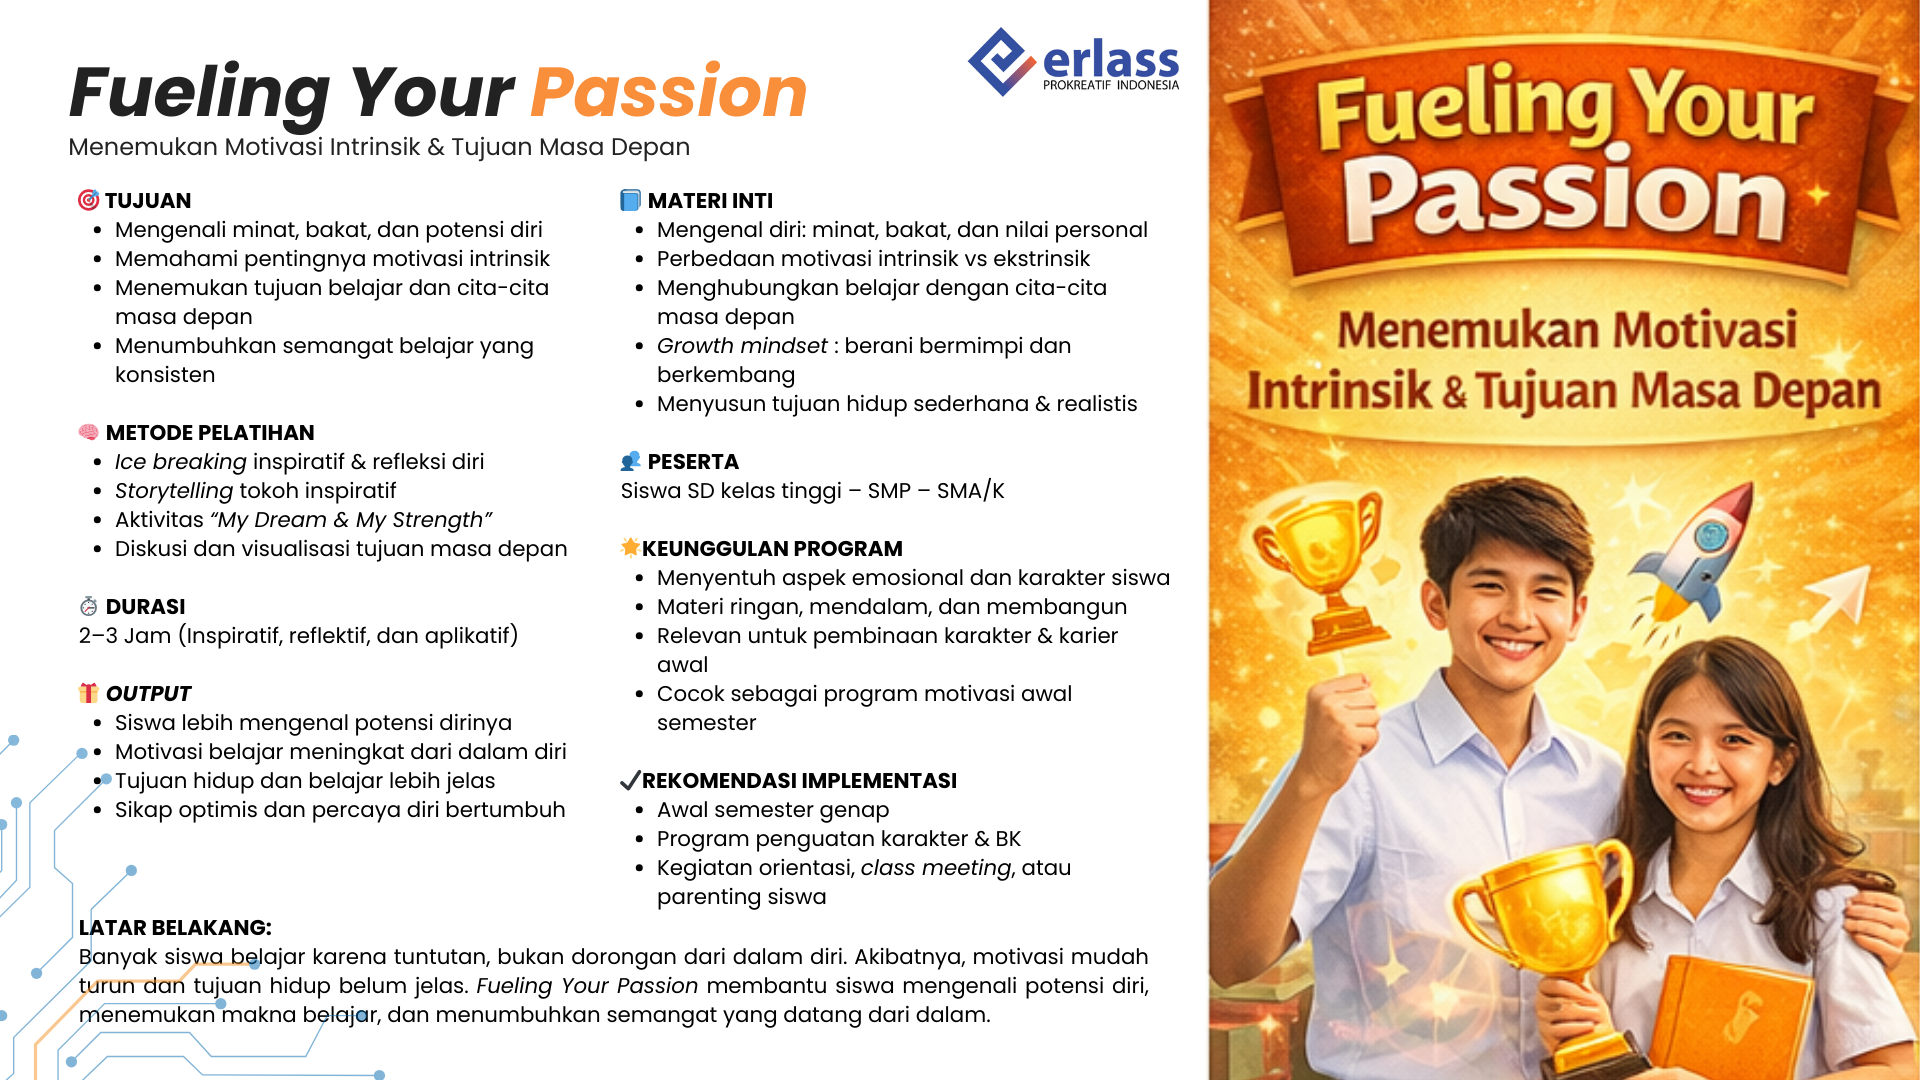 Fueling Your Passion
Menemukan Motivasi Intrinsik & Tujuan Masa Depan
erlass
PROKREATIF INDONESIA
🎯 TUJUAN
• Mengenali minat, bakat, dan potensi diri
• Memahami pentingnya motivasi intrinsik
• Menemukan tujuan belajar dan cita-cita
masa depan
• Menumbuhkan semangat belajar yang
konsisten
🧠 METODE PELATIHAN
• Ice breaking inspiratif & refleksi diri
• Storytelling tokoh inspiratif
• Aktivitas “My Dream & My Strength”
• Diskusi dan visualisasi tujuan masa depan
⏱ DURASI
2–3 Jam (Inspiratif, reflektif, dan aplikatif)
🎁 OUTPUT
• Siswa lebih mengenal potensi dirinya
• Motivasi belajar meningkat dari dalam diri
• Tujuan hidup dan belajar lebih jelas
• Sikap optimis dan percaya diri bertumbuh
📘 MATERI INTI
• Mengenal diri: minat, bakat, dan nilai personal
• Perbedaan motivasi intrinsik vs ekstrinsik
• Menghubungkan belajar dengan cita-cita
masa depan
• Growth mindset : berani bermimpi dan
berkembang
• Menyusun tujuan hidup sederhana & realistis
👥 PESERTA
Siswa SD kelas tinggi – SMP – SMA/K
🌟KEUNGGULAN PROGRAM
• Menyentuh aspek emosional dan karakter siswa
• Materi ringan, mendalam, dan membangun
• Relevan untuk pembinaan karakter & karier
awal
• Cocok sebagai program motivasi awal
semester
✔REKOMENDASI IMPLEMENTASI
• Awal semester genap
• Program penguatan karakter & BK
• Kegiatan orientasi, class meeting, atau
parenting siswa
LATAR BELAKANG:
Banyak siswa belajar karena tuntutan, bukan dorongan dari dalam diri. Akibatnya, motivasi mudah
turun dan tujuan hidup belum jelas. Fueling Your Passion membantu siswa mengenali potensi diri,
menemukan makna belajar, dan menumbuhkan semangat yang datang dari dalam.
Fueling Your
Passion
Menemukan Motivasi
Intrinsik & Tujuan Masa Depan